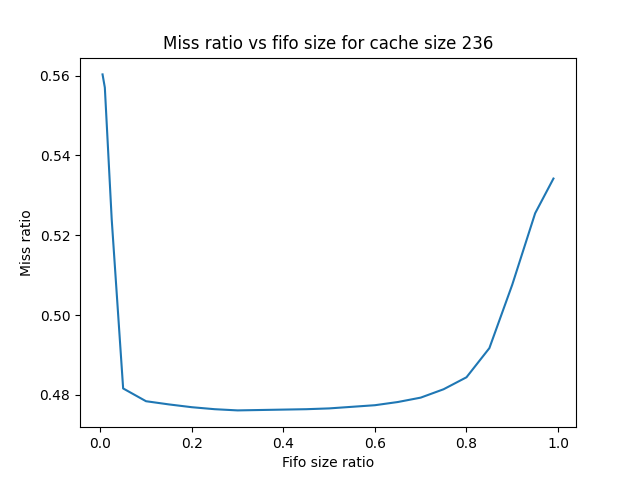 Miss ratio vs fifo size for cache size 236
0.56
0.54
0.52
0.50
0.48
Miss ratio
0.0 0.2 0.4 0.6 0.8 1.0
Fifo size ratio